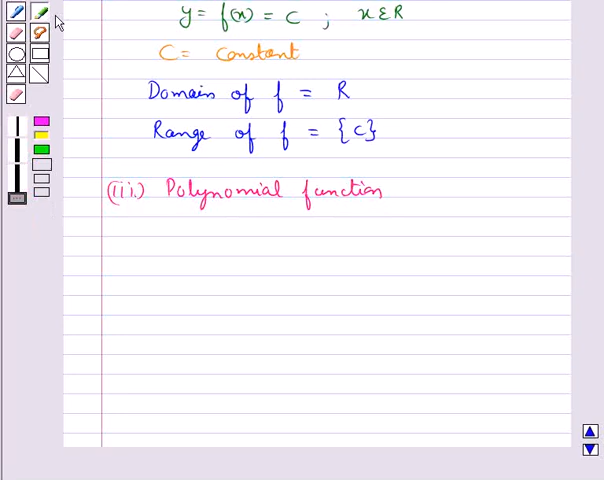 y = f(x) = C ; x ε R
C = Constant
Domain of f = R
Range of f = {C}
(iii.) Polynomial function